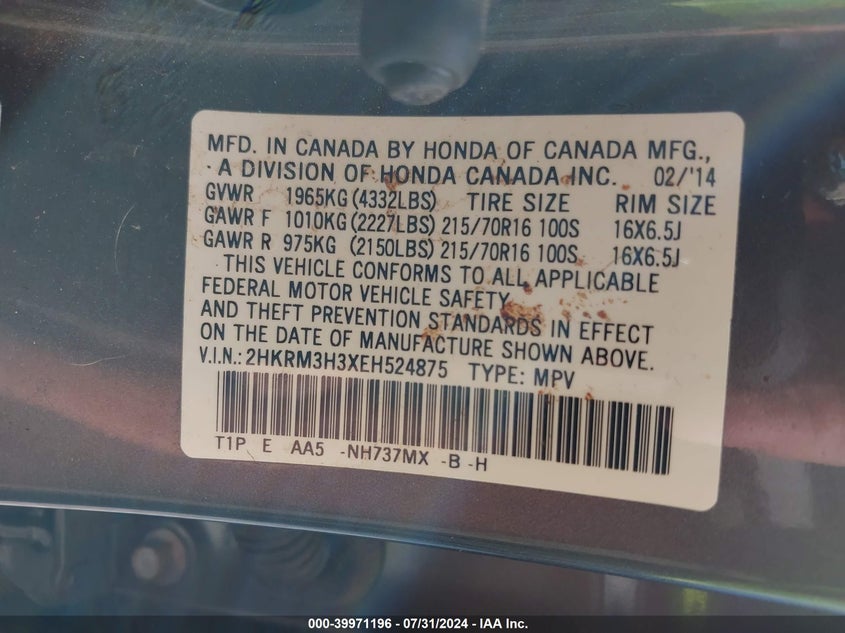 MFD. IN CANADA BY HONDA OF CANADA MFG.,
A DIVISION OF HONDA CANADA INC. 02/'14
GVWR 1965KG (4332LBS) TIRE SIZE RIM SIZE
GAWR F 1010KG (2227LBS) 215/70R16 100S 16X6.5J
GAWR R 975KG (2150LBS) 215/70R16 100S 16X6.5J
THIS VEHICLE CONFORMS TO ALL APPLICABLE
FEDERAL MOTOR VEHICLE SAFETY
AND THEFT PREVENTION STANDARDS IN EFFECT
ON THE DATE OF MANUFACTURE SHOWN ABOVE.
V.I.N.: 2HKRM3H3XEH524875 TYPE: MPV
T1P E AA5 -NH737MX -B -H
000-39971196 - 07/31/2024 - IAA Inc.